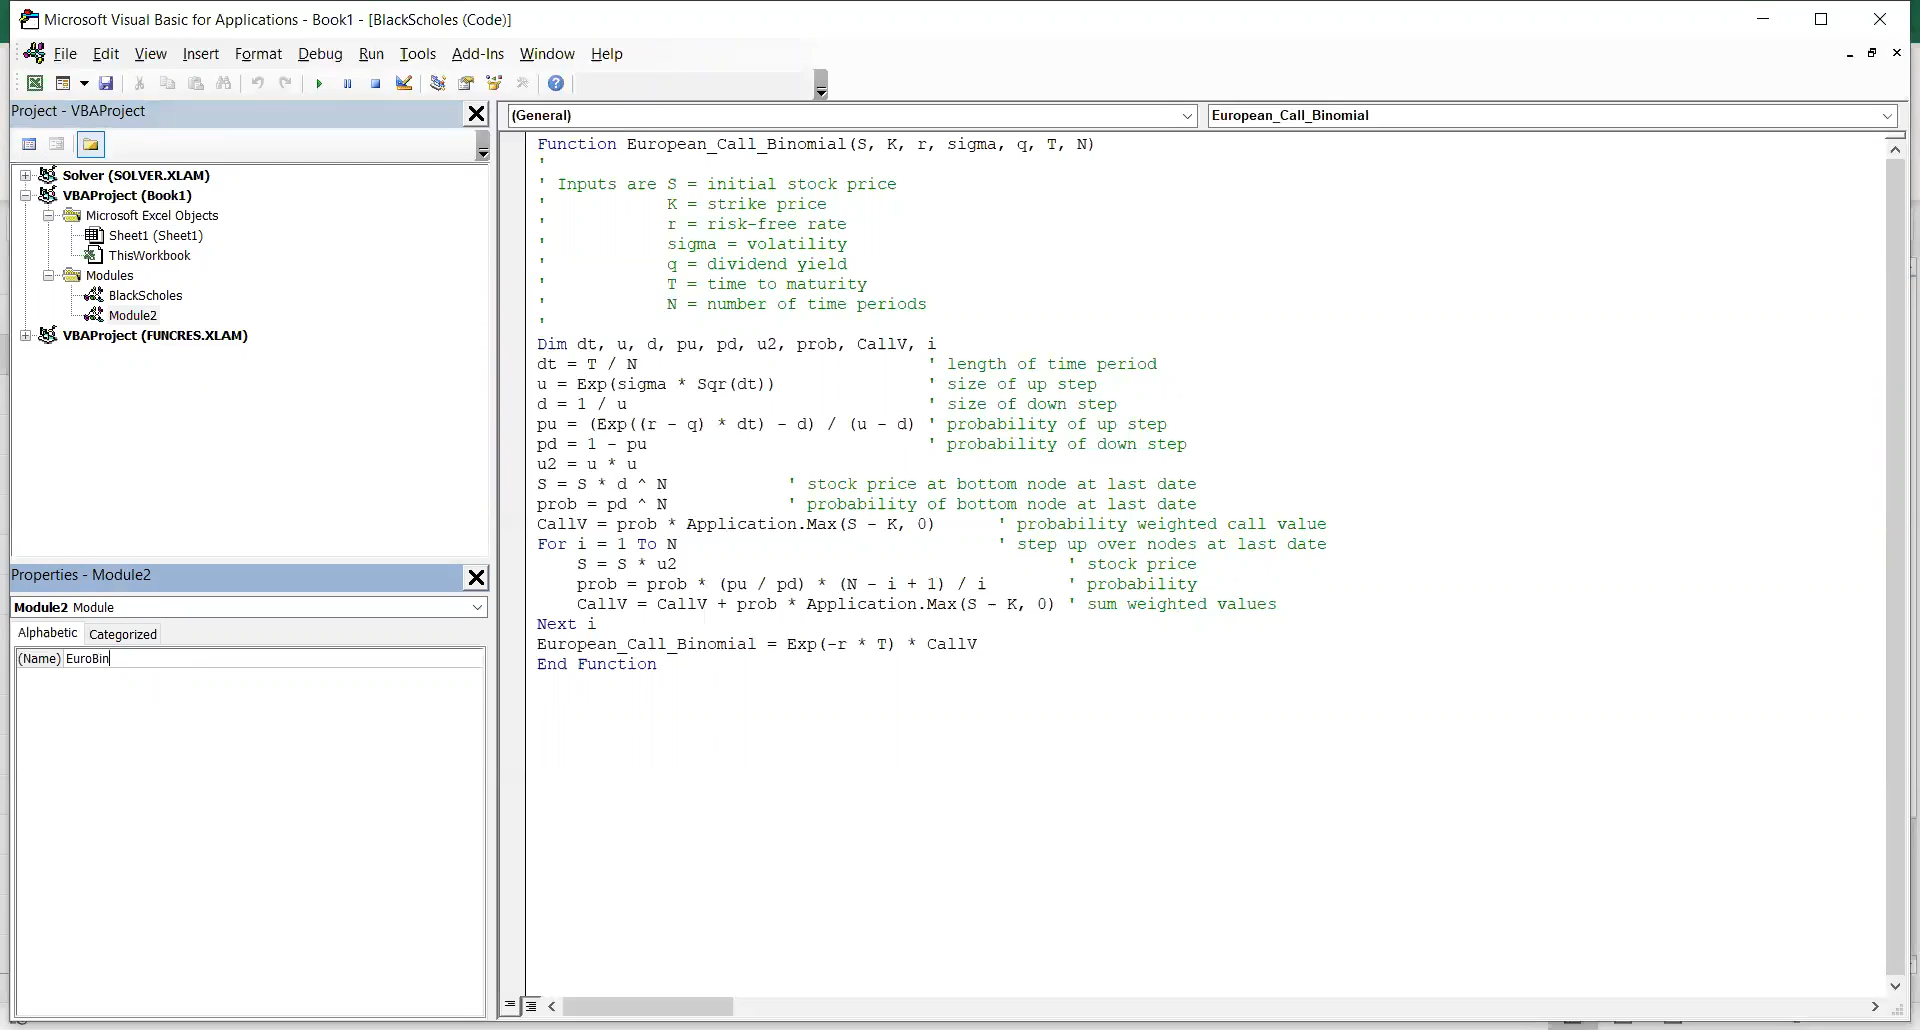 Microsoft Visual Basic for Applications - Book1 - [BlackScholes (Code)]
File Edit View Insert Format Debug Run Tools Add-Ins Window Help
Project - VBAProject
(General)
European_Call_Binomial
Solver (SOLVER.XLAM)
VBAProject (Book1)
Microsoft Excel Objects
Sheet1 (Sheet1)
ThisWorkbook
Modules
BlackScholes
Module2
VBAProject (FUNCRES.XLAM)
Properties - Module2
Module2 Module
Alphabetic Categorized
(Name) EuroBin
Function European_Call_Binomial(S, K, r, sigma, q, T, N)
'
' Inputs are S = initial stock price
' K = strike price
' r = risk-free rate
' sigma = volatility
' q = dividend yield
' T = time to maturity
' N = number of time periods
'
Dim dt, u, d, pu, pd, u2, prob, CallV, i
dt = T / N ' length of time period
u = Exp(sigma * Sqr(dt)) ' size of up step
d = 1 / u ' size of down step
pu = (Exp((r - q) * dt) - d) / (u - d) ' probability of up step
pd = 1 - pu ' probability of down step
u2 = u * u
S = S * d ^ N ' stock price at bottom node at last date
prob = pd ^ N ' probability of bottom node at last date
CallV = prob * Application.Max(S - K, 0) ' probability weighted call value
For i = 1 To N ' step up over nodes at last date
S = S * u2 ' stock price
prob = prob * (pu / pd) * (N - i + 1) / i ' probability
CallV = CallV + prob * Application.Max(S - K, 0) ' sum weighted values
Next i
European_Call_Binomial = Exp(-r * T) * CallV
End Function